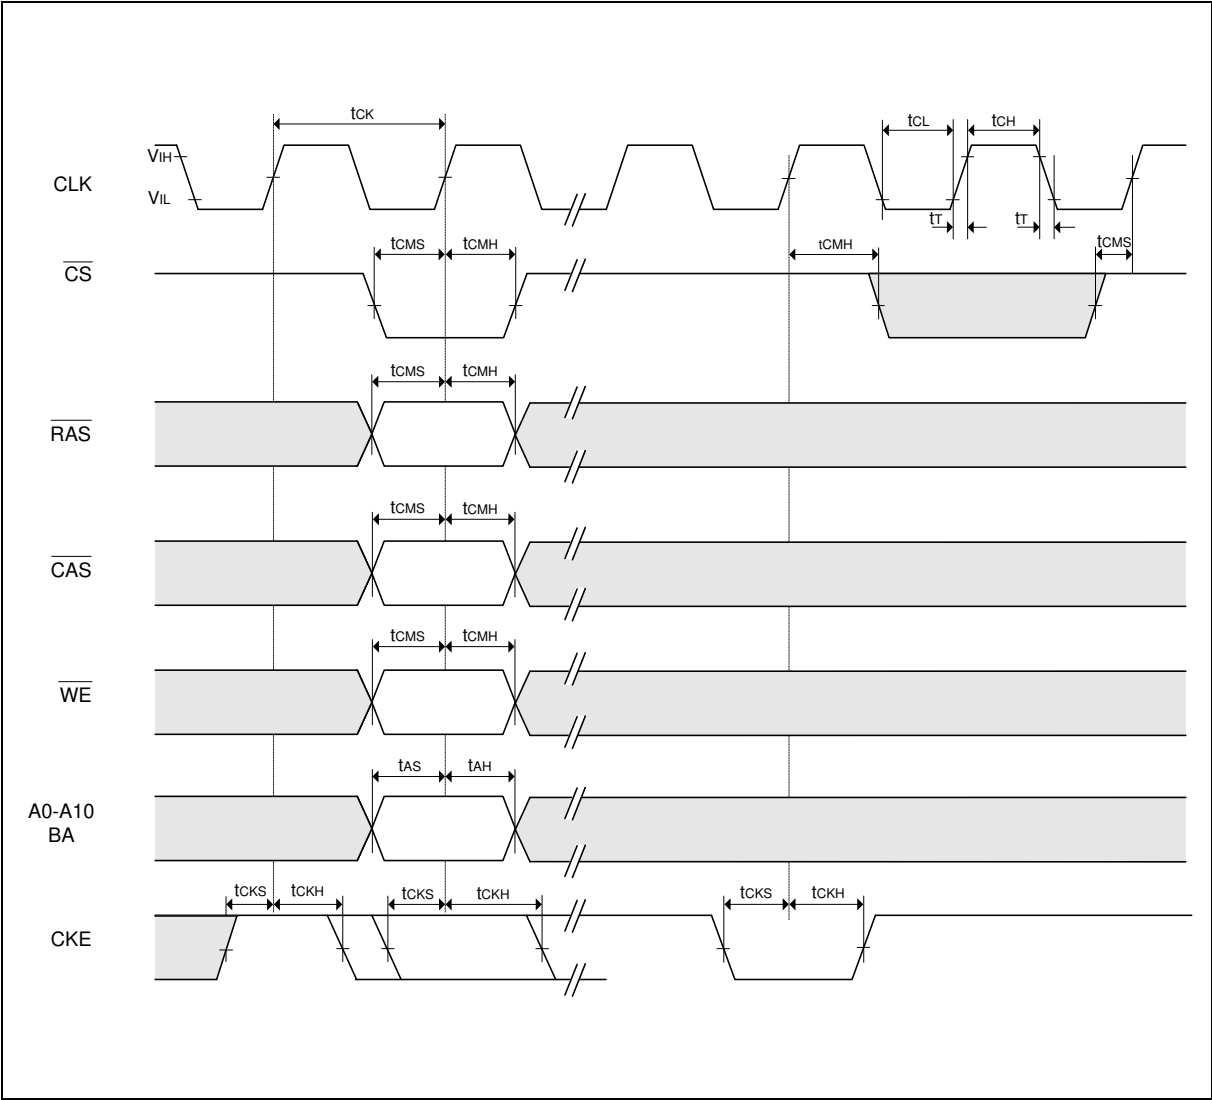 tCK
tCL tCH
VIH
CLK
VIL
tT tT
tCMS tCMH tCMH tCMS
CS
tCMS tCMH
RAS
tCMS tCMH
CAS
tCMS tCMH
WE
tAS tAH
A0-A10
BA
tCKS tCKH tCKS tCKH tCKS tCKH
CKE